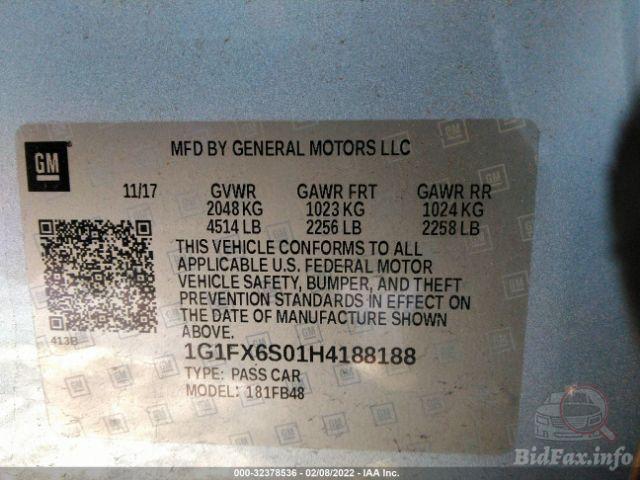 GM
MFD BY GENERAL MOTORS LLC
11/17 GVWR GAWR FRT GAWR RR
2048 KG 1023 KG 1024 KG
4514 LB 2256 LB 2258 LB
THIS VEHICLE CONFORMS TO ALL
APPLICABLE U.S. FEDERAL MOTOR
VEHICLE SAFETY, BUMPER, AND THEFT
PREVENTION STANDARDS IN EFFECT ON
THE DATE OF MANUFACTURE SHOWN
ABOVE.
413B
1G1FX6S01H4188188
TYPE: PASS CAR
MODEL: 181FB48
BidFax.info
000-32378536 - 02/08/2022 - IAA Inc.